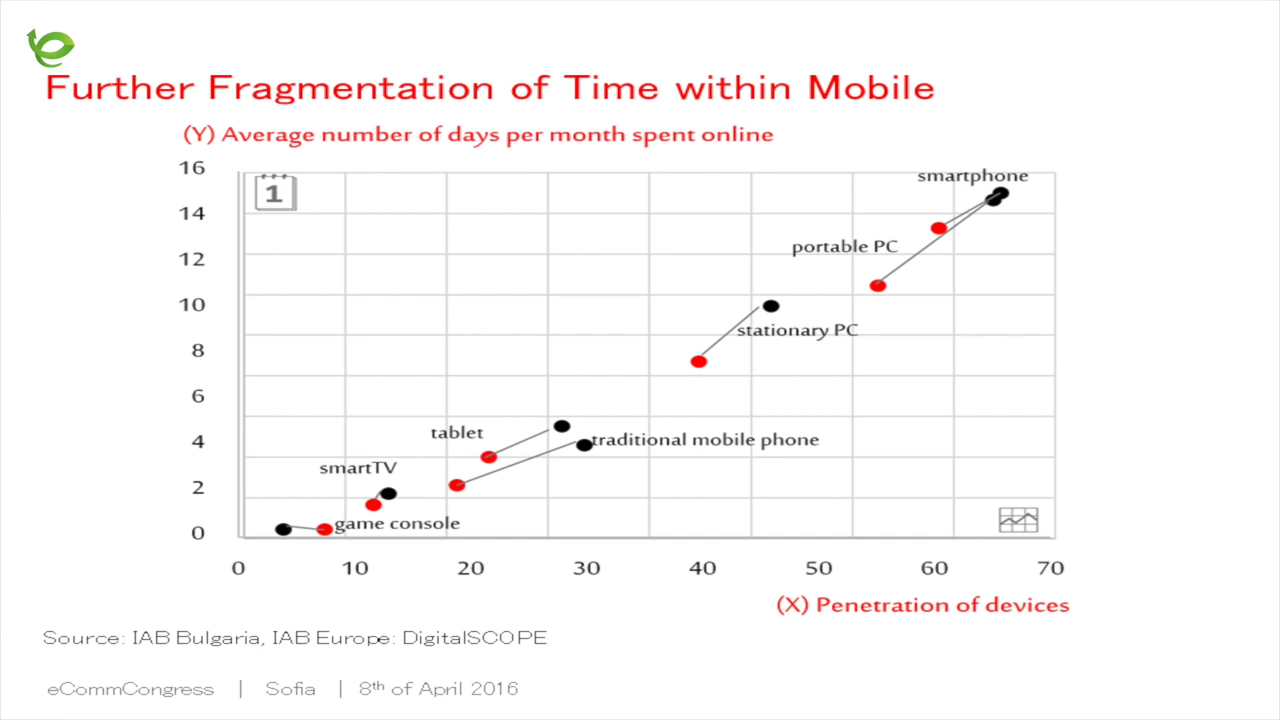 Further Fragmentation of Time within Mobile
(Y) Average number of days per month spent online
16
1
smartphone
14
portable PC
12
10
stationary PC
8
6
tablet
traditional mobile phone
4
smartTV
2
game console
0
0 10 20 30 40 50 60 70
(X) Penetration of devices
Source: IAB Bulgaria, IAB Europe: DigitalSCOPE
eCommCongress | Sofia | 8th of April 2016